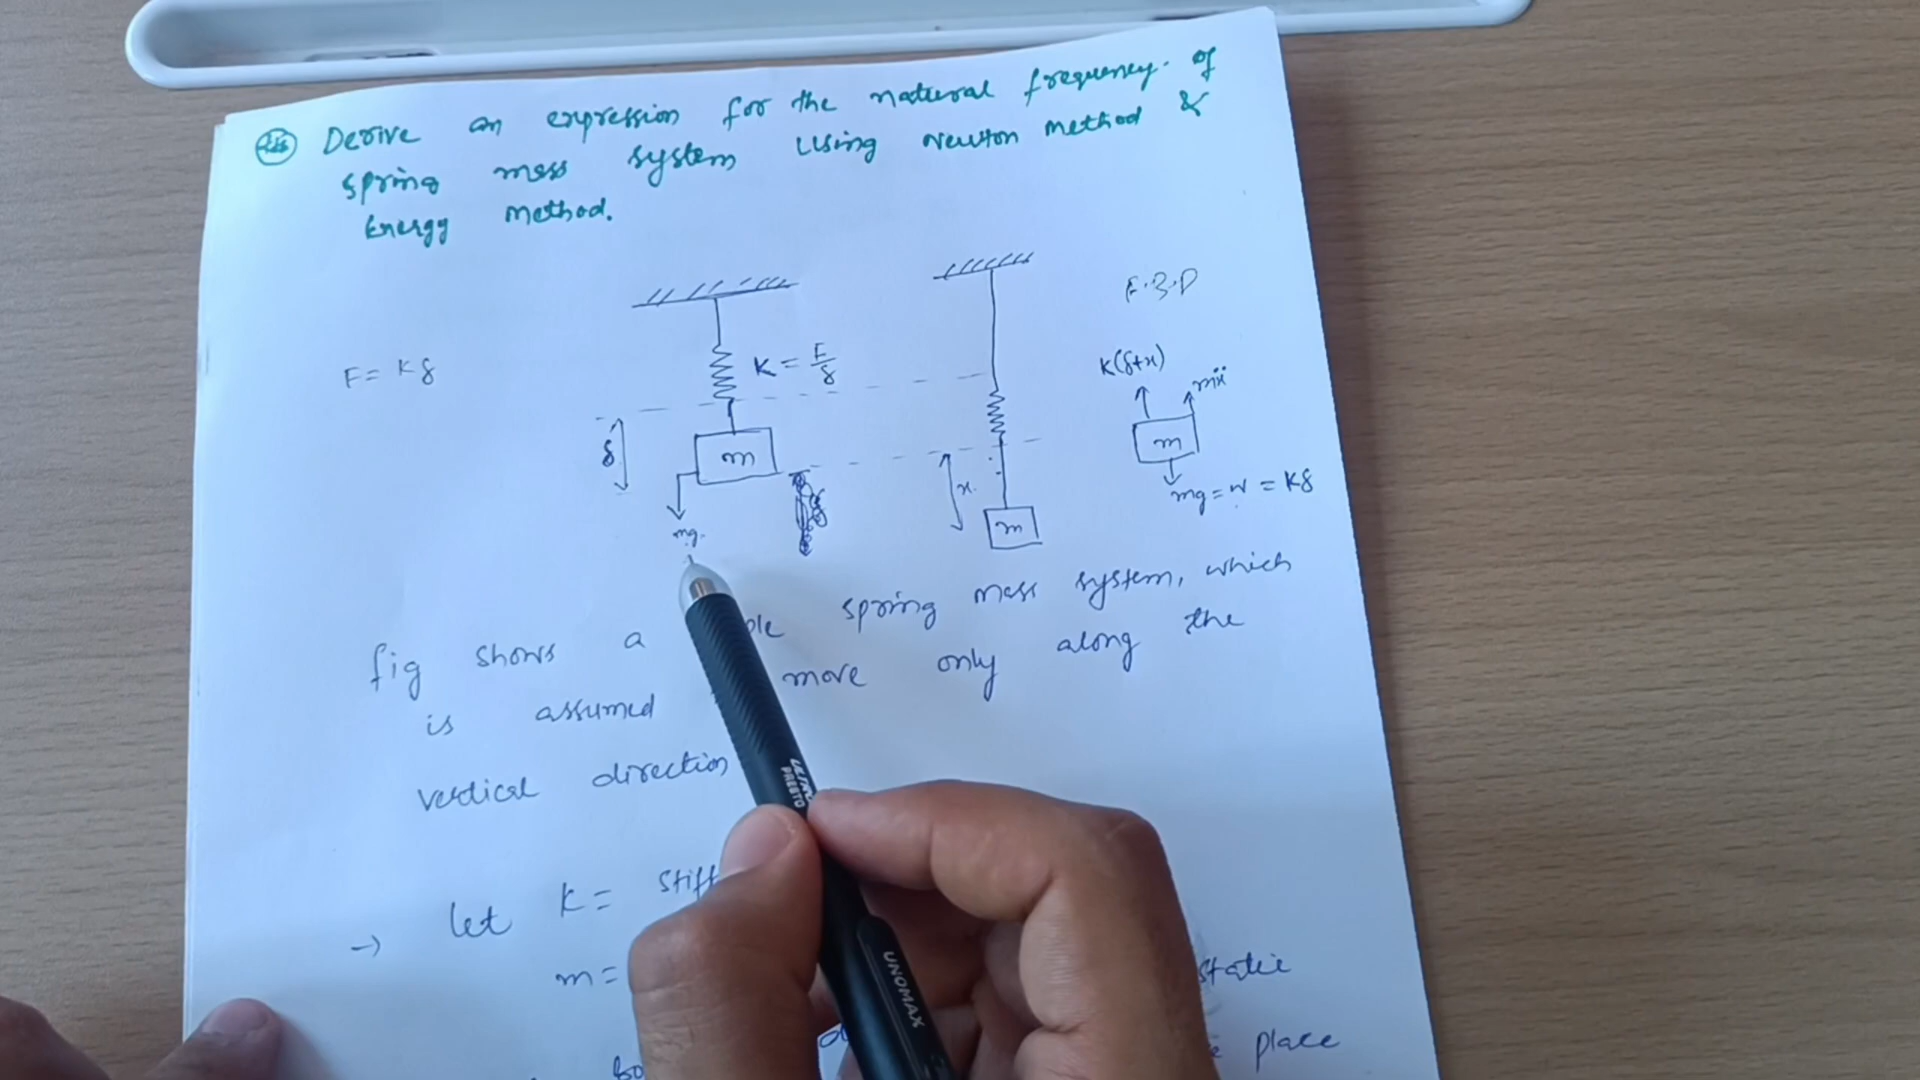 Derive an expression for the natural frequency of
spring mass system using Newton method &
Energy method.
F.B.D
F = Kδ
K = F/δ
K(δ+x)
mẍ
δ
m
m
x
mg = W = Kδ
mg
m
fig shows a spring mass system, which
is assumed move only along the
vertical direction
→ let K =
m = static
place
UNOMAX
PRESTO